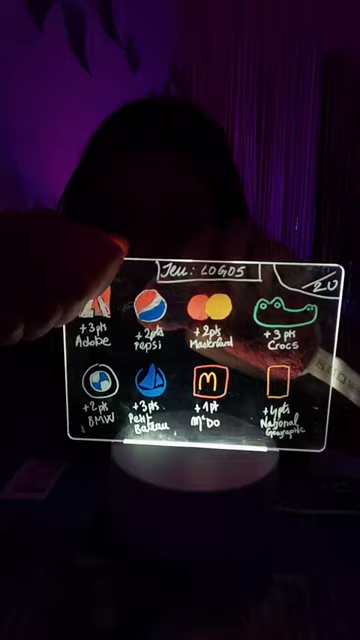 Jeu: LOGOS
/20
+3pts
Adobe
+2pts
Pepsi
+2pts
Mastercard
+3pts
Crocs
+2pts
BMW
+3pts
Petit
Bateau
M
+1pt
McDO
+4pts
National
Geographic